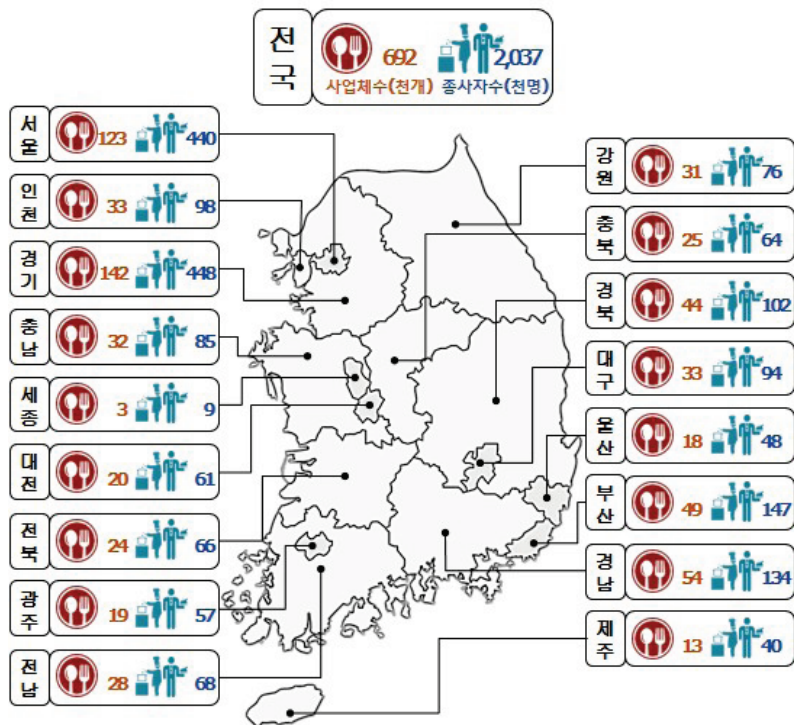 전국
692 2,037
사업체수(천개) 종사자수(천명)
서울 123 440
인천 33 98
경기 142 448
충남 32 85
세종 3 9
대전 20 61
전북 24 66
광주 19 57
전남 28 68
강원 31 76
충북 25 64
경북 44 102
대구 33 94
울산 18 48
부산 49 147
경남 54 134
제주 13 40